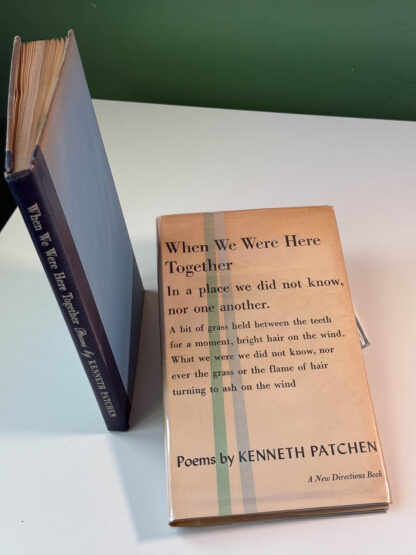 When We Were Here Together Poems by KENNETH PATCHEN
When We Were Here
Together
In a place we did not know,
nor one another.
A bit of grass held between the teeth
for a moment, bright hair on the wind.
What we were we did not know, nor
ever the grass or the flame of hair
turning to ash on the wind
Poems by KENNETH PATCHEN
A New Directions Book